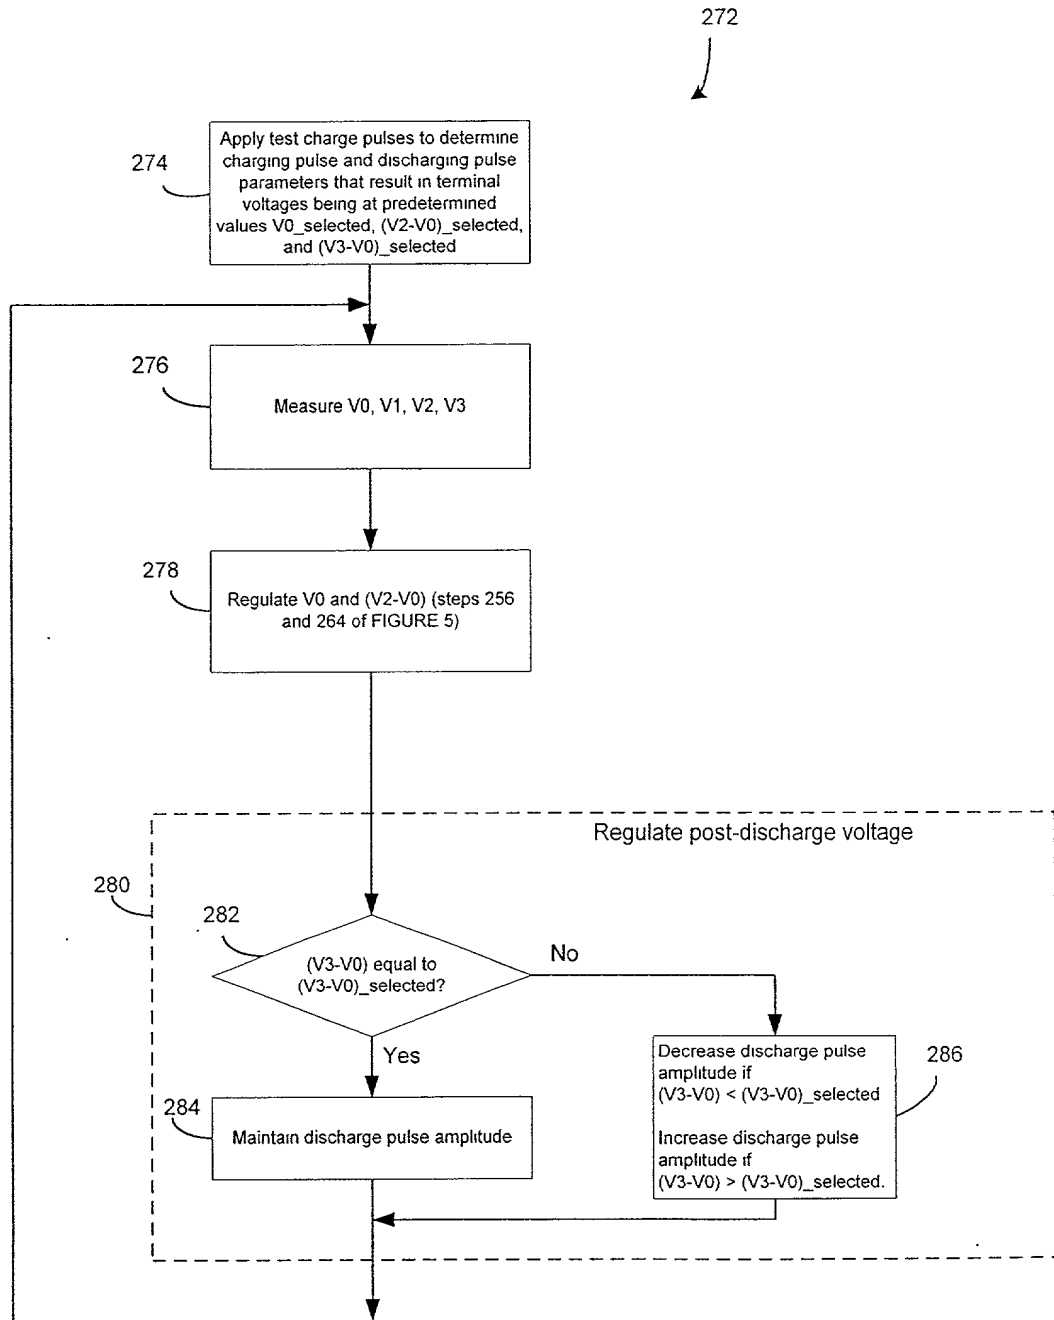 272
274
Apply test charge pulses to determine
charging pulse and discharging pulse
parameters that result in terminal
voltages being at predetermined
values V0_selected, (V2-V0)_selected,
and (V3-V0)_selected
276
Measure V0, V1, V2, V3
278
Regulate V0 and (V2-V0) (steps 256
and 264 of FIGURE 5)
Regulate post-discharge voltage
280
282
(V3-V0) equal to
(V3-V0)_selected?
No
Yes
284
Maintain discharge pulse amplitude
Decrease discharge pulse
amplitude if
(V3-V0) < (V3-V0)_selected
Increase discharge pulse
amplitude if
(V3-V0) > (V3-V0)_selected.
286